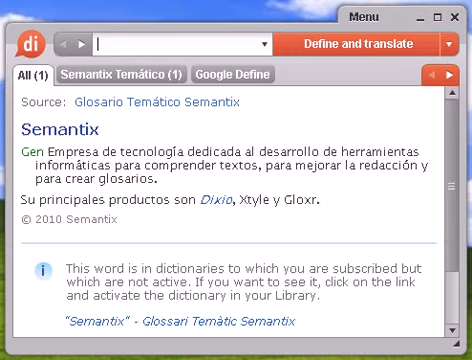 Menu
di
Define and translate
All (1)
Semantix Temático (1)
Google Define
Source: Glosario Temático Semantix
Semantix
Gen Empresa de tecnología dedicada al desarrollo de herramientas
informáticas para comprender textos, para mejorar la redacción y
para crear glosarios.
Su principales productos son Dixio, Xtyle y Gloxr.
© 2010 Semantix
i
This word is in dictionaries to which you are subscribed but
which are not active. If you want to see it, click on the link
and activate the dictionary in your Library.
"Semantix" - Glossari Temàtic Semantix